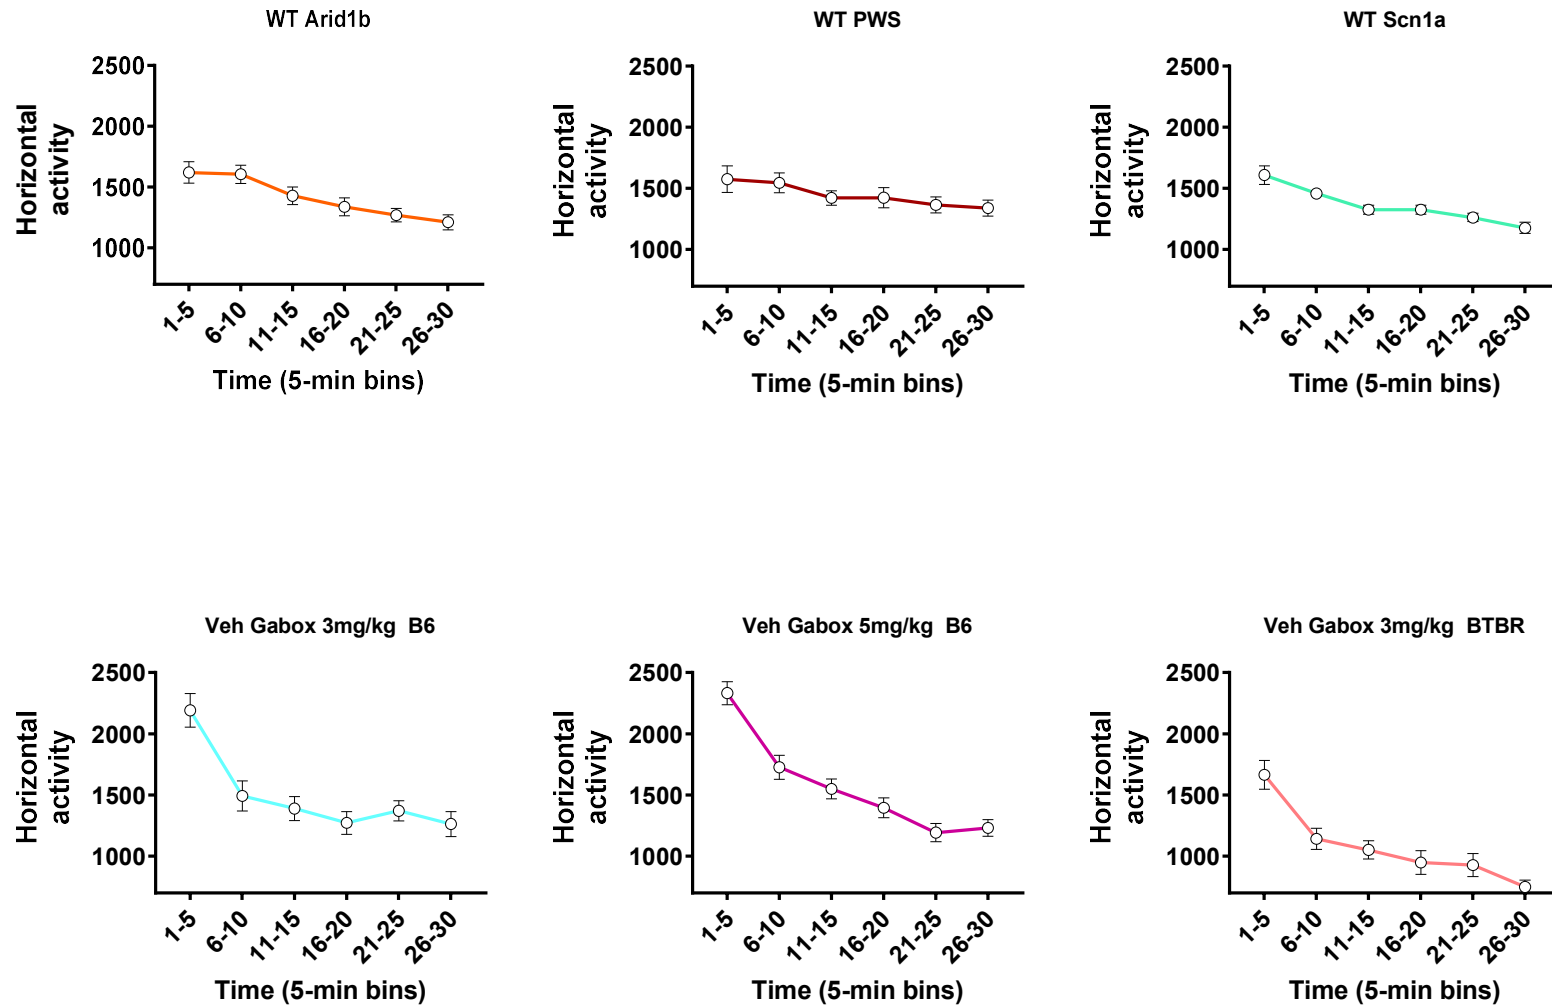 WT Arid1b
2500
2000
1500
1000
Horizontal
activity
1-5
6-10
11-15
16-20
21-25
26-30
Time (5-min bins)
WT PWS
2500
2000
1500
1000
Horizontal
activity
1-5
6-10
11-15
16-20
21-25
26-30
Time (5-min bins)
WT Scn1a
2500
2000
1500
1000
Horizontal
activity
1-5
6-10
11-15
16-20
21-25
26-30
Time (5-min bins)
Veh Gabox 3mg/kg B6
2500
2000
1500
1000
Horizontal
activity
1-5
6-10
11-15
16-20
21-25
26-30
Time (5-min bins)
Veh Gabox 5mg/kg B6
2500
2000
1500
1000
Horizontal
activity
1-5
6-10
11-15
16-20
21-25
26-30
Time (5-min bins)
Veh Gabox 3mg/kg BTBR
2500
2000
1500
1000
Horizontal
activity
1-5
6-10
11-15
16-20
21-25
26-30
Time (5-min bins)